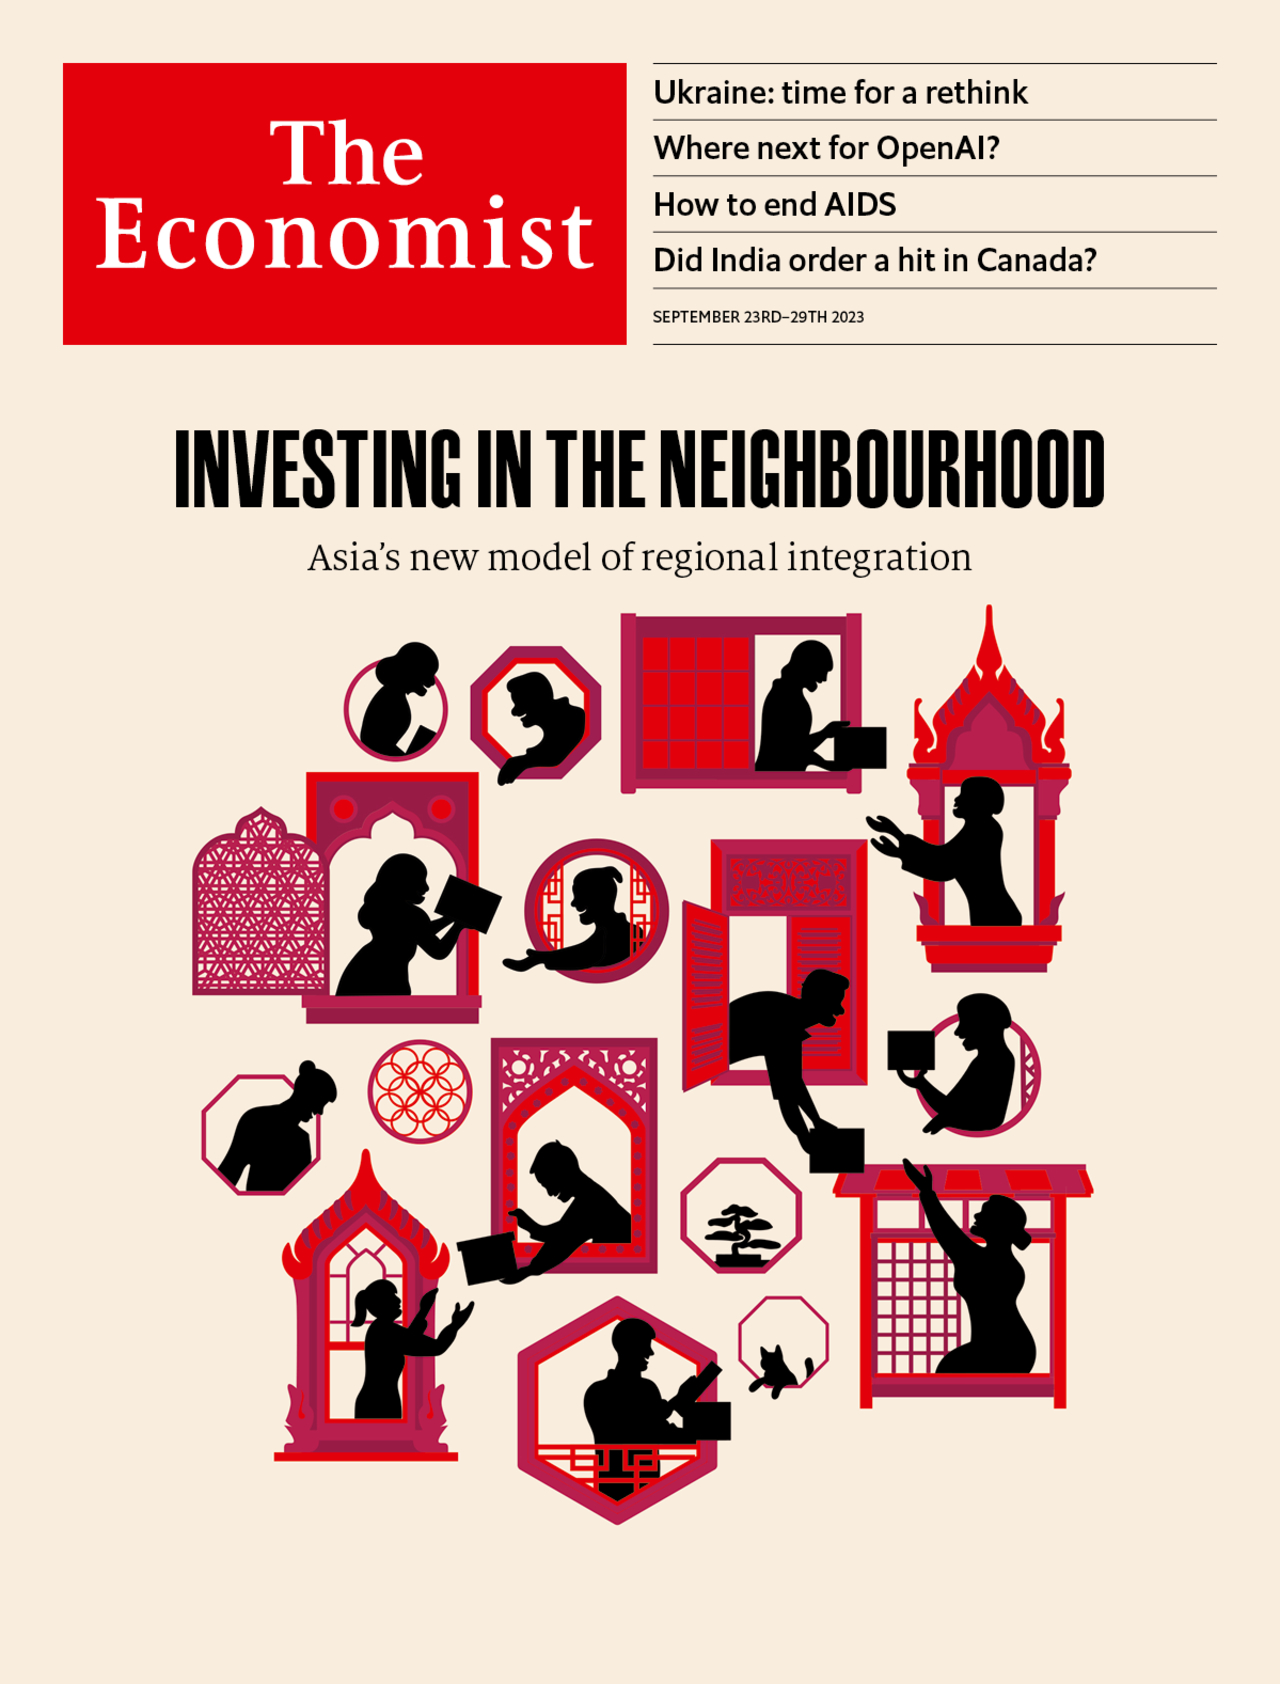 The
Economist
Ukraine: time for a rethink
Where next for OpenAI?
How to end AIDS
Did India order a hit in Canada?
SEPTEMBER 23RD–29TH 2023
INVESTING IN THE NEIGHBOURHOOD
Asia’s new model of regional integration